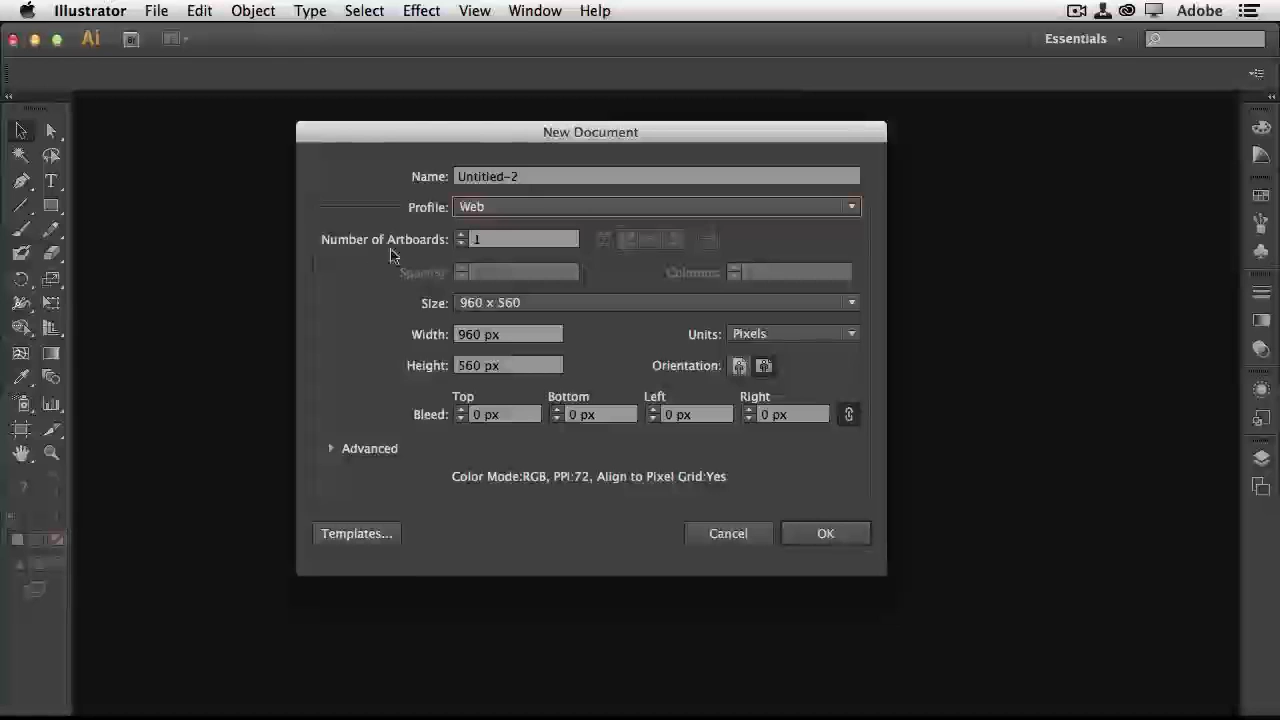 Illustrator File Edit Object Type Select Effect View Window Help Adobe
Ai Br Essentials
New Document
Name: Untitled-2
Profile: Web
Number of Artboards: 1
Spacing: Columns:
Size: 960 x 560
Width: 960 px Units: Pixels
Height: 560 px Orientation:
Top Bottom Left Right
Bleed: 0 px 0 px 0 px 0 px
Advanced
Color Mode:RGB, PPI:72, Align to Pixel Grid:Yes
Templates... Cancel OK